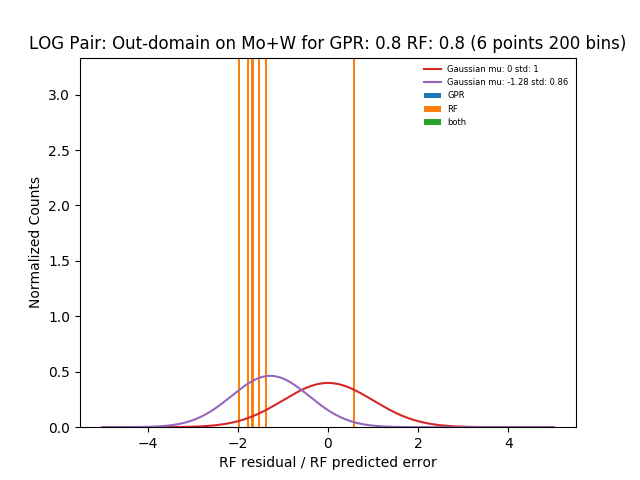 LOG Pair: Out-domain on Mo+W for GPR: 0.8 RF: 0.8 (6 points 200 bins)
Gaussian mu: 0 std: 1
Gaussian mu: -1.28 std: 0.86
GPR
RF
both
Normalized Counts
3.0
2.5
2.0
1.5
1.0
0.5
0.0
−4 −2 0 2 4
RF residual / RF predicted error